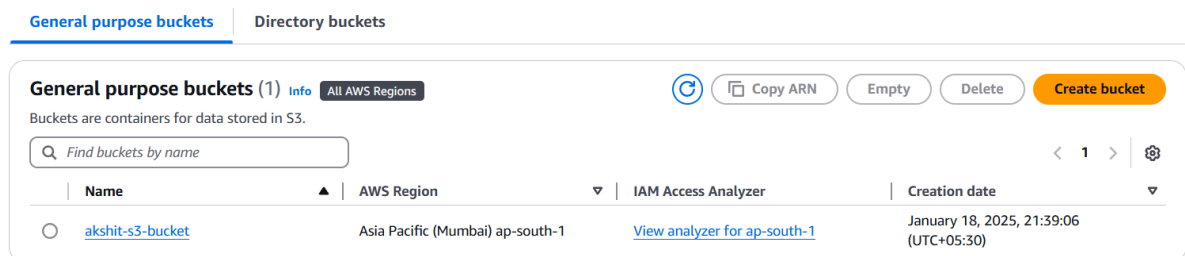 General purpose buckets Directory buckets
General purpose buckets (1) Info All AWS Regions Copy ARN Empty Delete Create bucket
Buckets are containers for data stored in S3.
Find buckets by name 1
Name AWS Region IAM Access Analyzer Creation date
akshit-s3-bucket Asia Pacific (Mumbai) ap-south-1 View analyzer for ap-south-1 January 18, 2025, 21:39:06
(UTC+05:30)